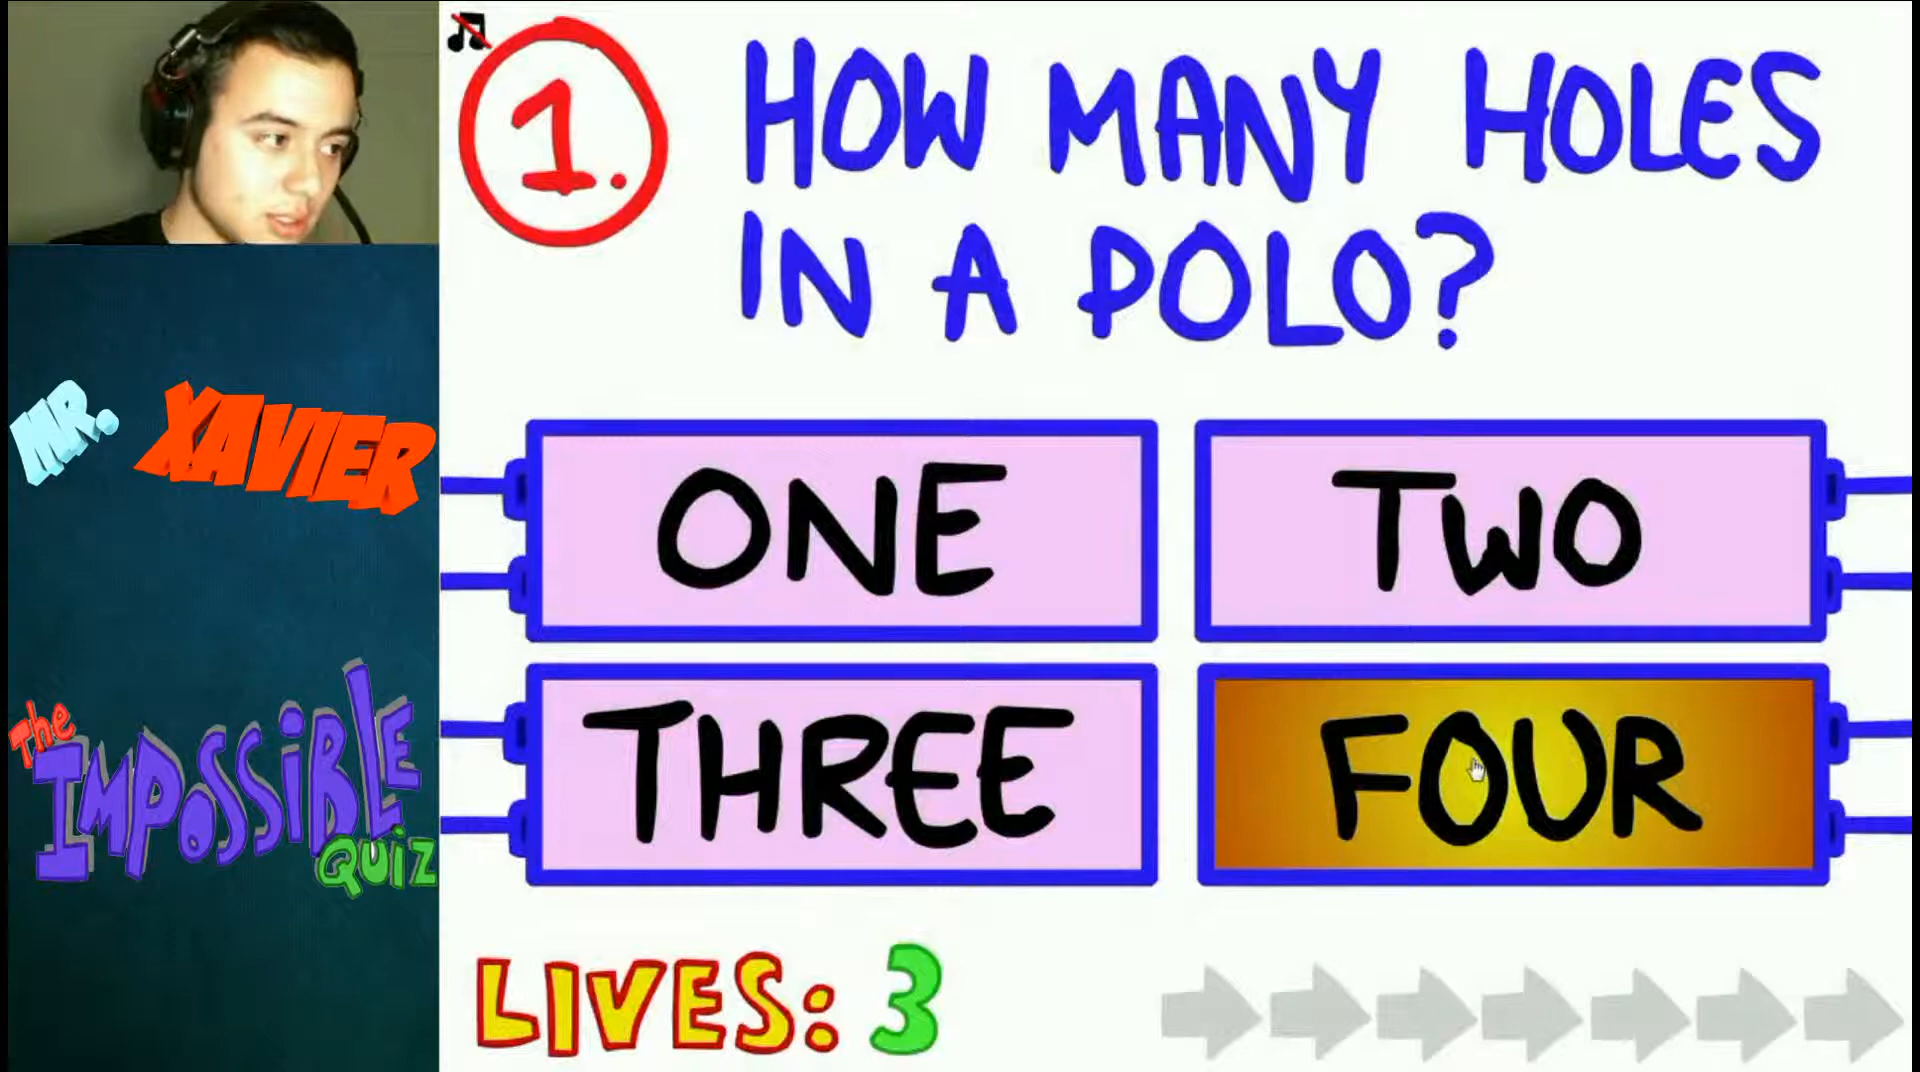 1. HOW MANY HOLES
IN A POLO?
MR. XAVIER
ONE
TWO
THREE
FOUR
The
IMPOSSiBLE
QUiZ
LIVES: 3